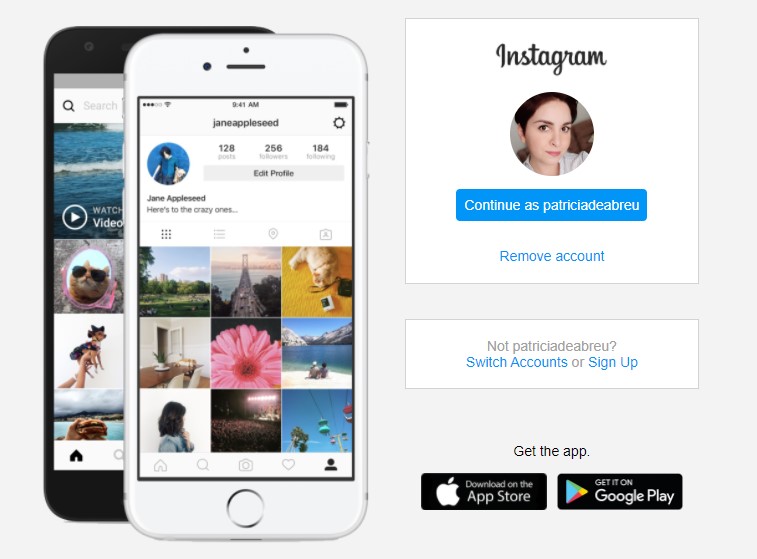 Search
WATCH
Video
9:41 AM
janeappleseed
128 256 184
posts followers following
Edit Profile
Jane Appleseed
Here's to the crazy ones...
Instagram
Continue as patriciadeabreu
Remove account
Not patriciadeabreu?
Switch Accounts or Sign Up
Get the app.
Download on the
App Store
GET IT ON
Google Play